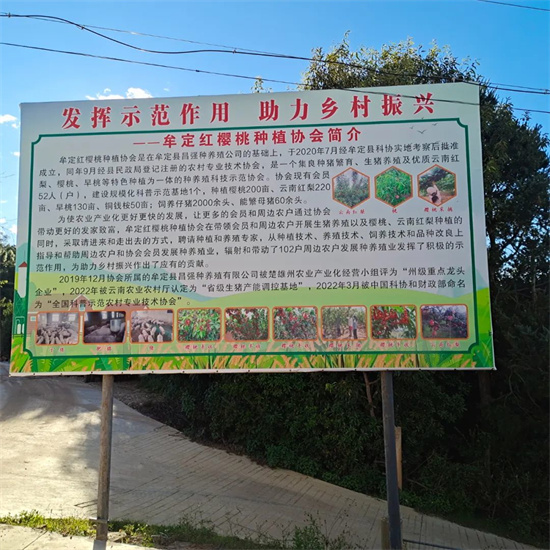 发挥示范作用 助力乡村振兴
——牟定红樱桃种植协会简介
牟定红樱桃种植协会是在牟定县昌强种养殖公司的基础上，于2020年7月经牟定县科协实地考察后批准
成立，同年9月经县民政局登记注册的农村专业技术协会，是一个集良种猪繁育、生猪养殖及优质云南红
梨、樱桃、早桃等特色种植为一体的种养殖科技示范协会。协会现有会员
52人（户），建设规模化科普示范基地1个，种植樱桃200亩、云南红梨220
亩、早桃130亩、铜钱桉50亩；饲养仔猪2000余头、能繁母猪60余头。
为使农业产业化更好更快的发展，让更多的会员和周边农户通过协会
带动更好的发家致富，牟定红樱桃种植协会在带领会员和周边农户开展生猪养殖以及樱桃、云南红梨种植的
同时，采取请进来和走出去的方式，聘请种植和养殖专家，从种植技术、养殖技术、饲养技术和品种改良上
指导和帮助周边农户和协会会员发展种养殖业，辐射和带动了102户周边农户发展种养殖业发挥了积极的示
范作用，为助力乡村振兴作出了应有的贡献。
2019年12月协会所属的牟定县昌强种养殖有限公司被楚雄州农业产业化经营小组评为“州级重点龙头
企业”，2022年被云南农业农村厅认定为“省级生猪产能调控基地”，2022年3月被中国科协和财政部命名
为“全国科普示范农村专业技术协会”。